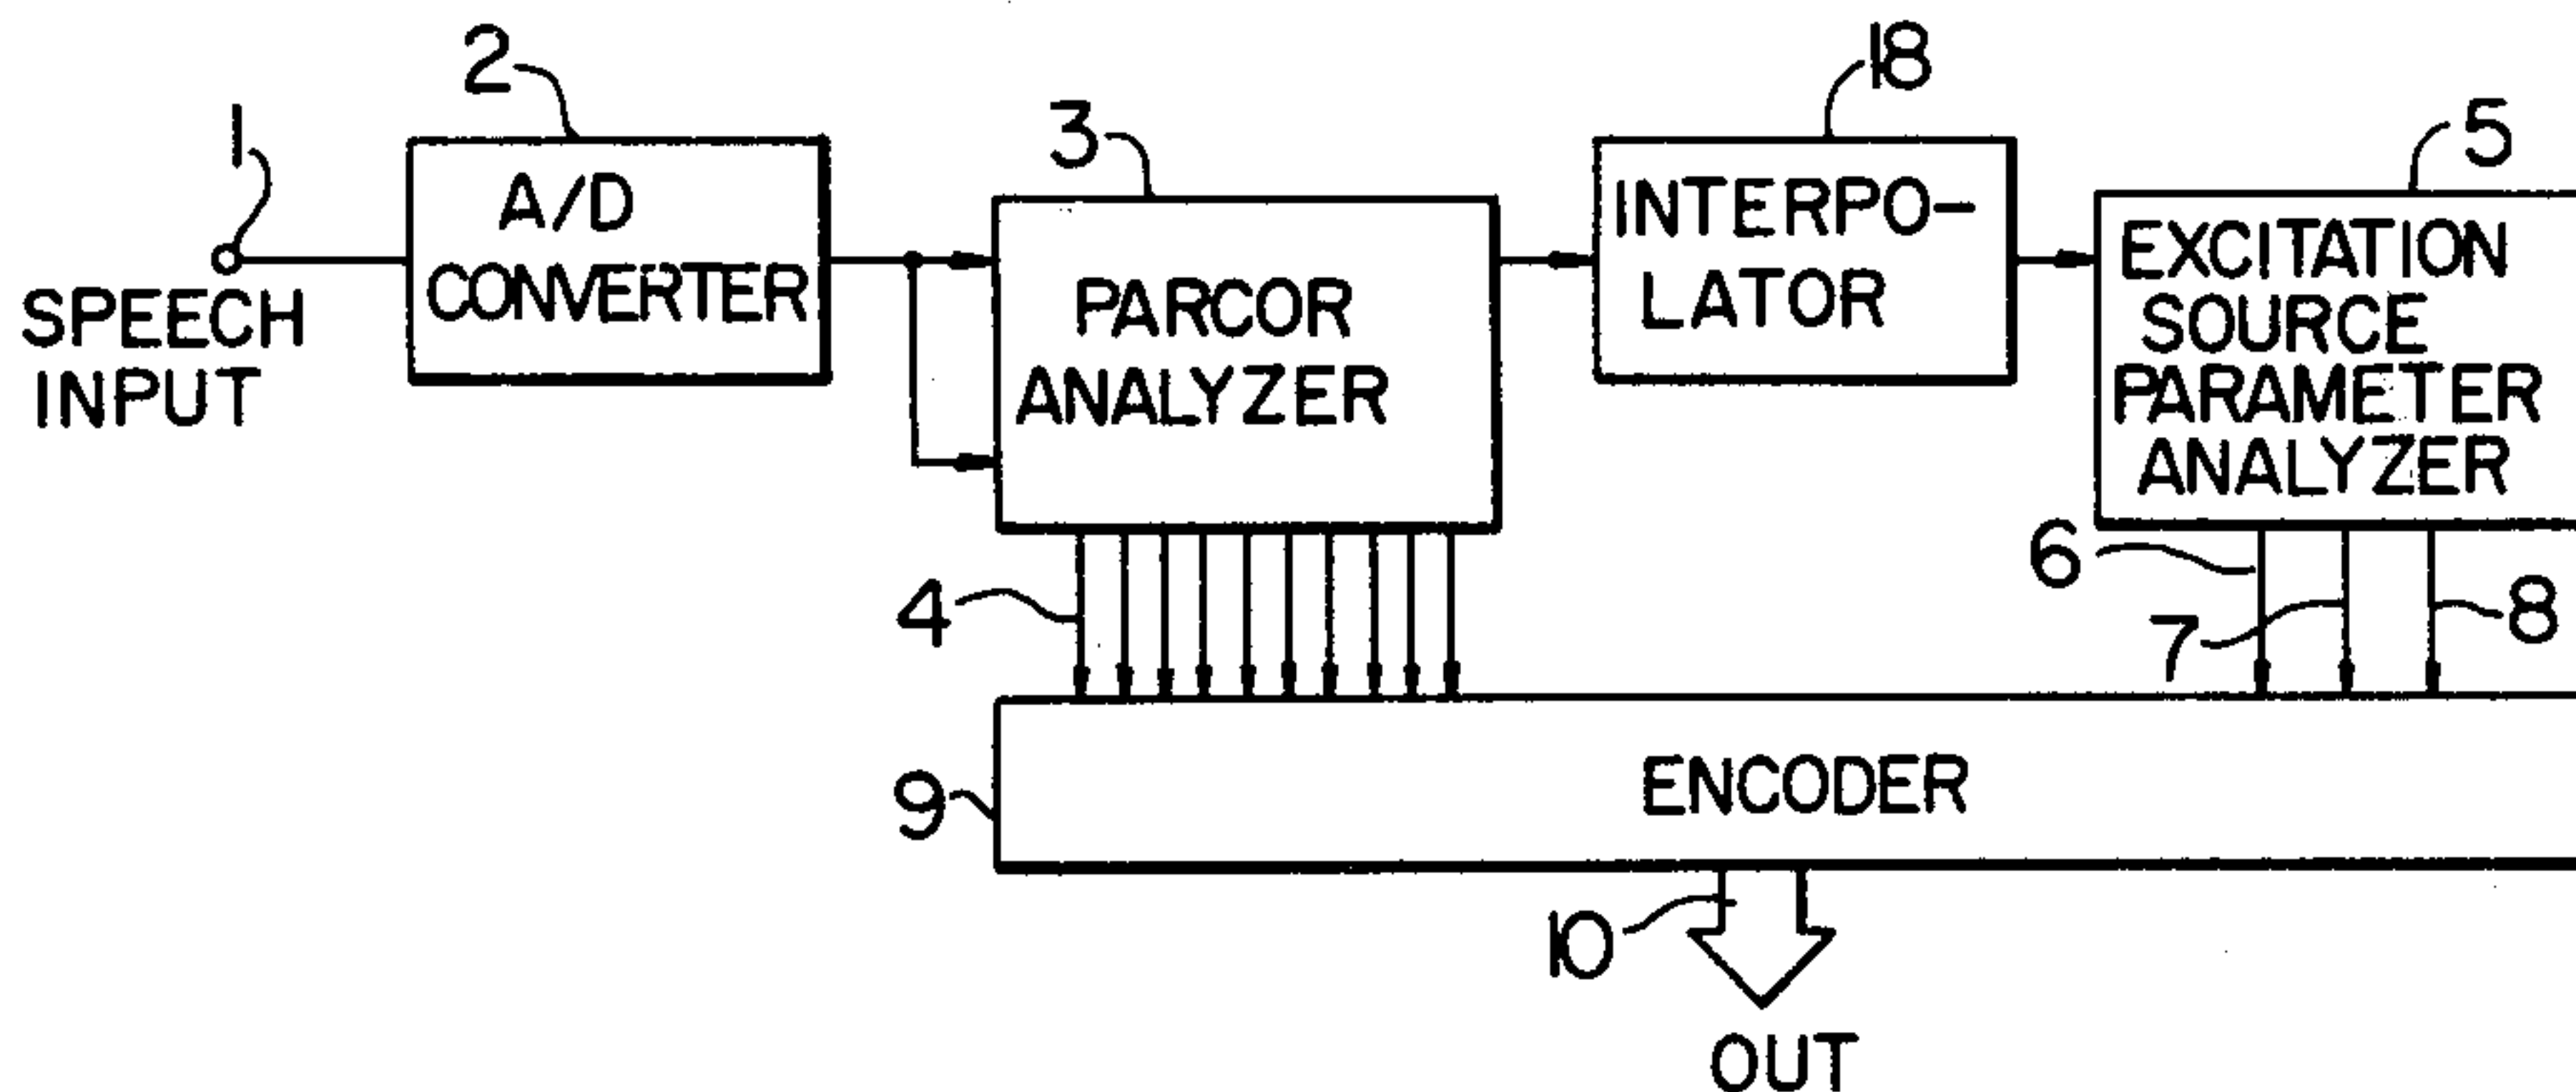 1
SPEECH
INPUT
2
A/D
CONVERTER
3
PARCOR
ANALYZER
18
INTERPO-
LATOR
5
EXCITATION
SOURCE
PARAMETER
ANALYZER
4
6
7
8
9
ENCODER
10
OUT